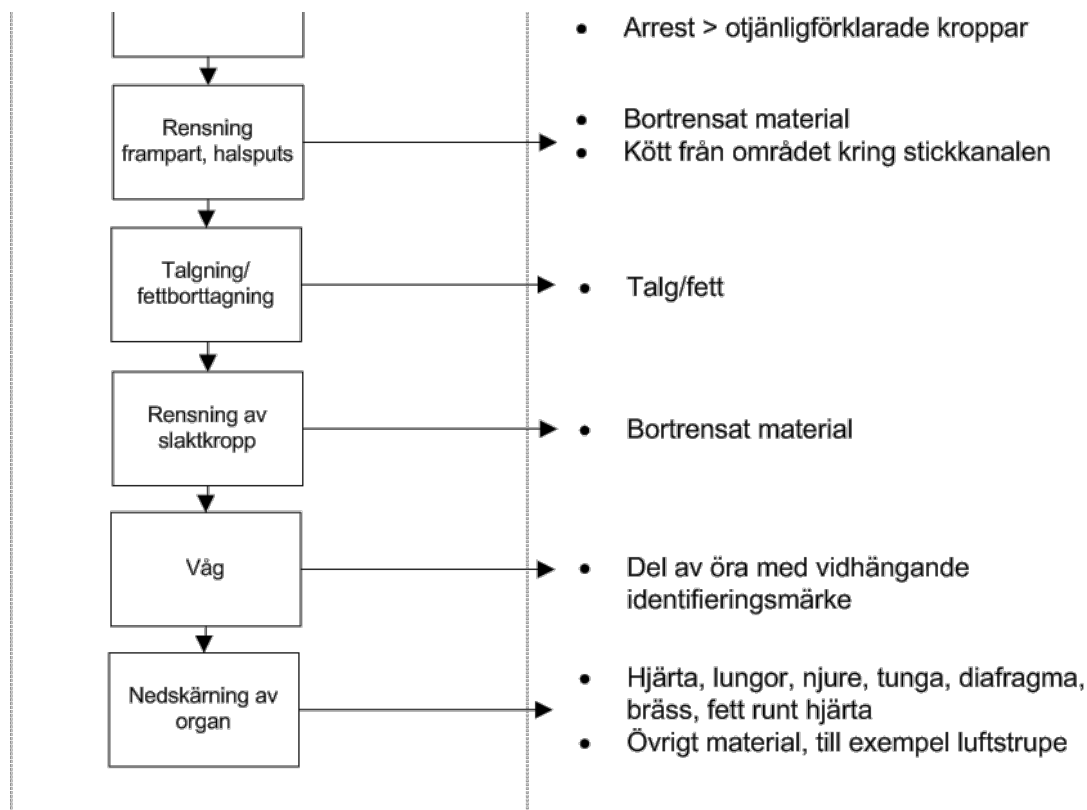 • Arrest > otjänligförklarade kroppar
Rensning
frampart, halsputs
• Bortrensat material
• Kött från området kring stickkanalen
Talgning/
fettborttagning
• Talg/fett
Rensning av
slaktkropp
• Bortrensat material
Våg
• Del av öra med vidhängande
identifieringsmärke
Nedskärning av
organ
• Hjärta, lungor, njure, tunga, diafragma,
bräss, fett runt hjärta
• Övrigt material, till exempel luftstrupe